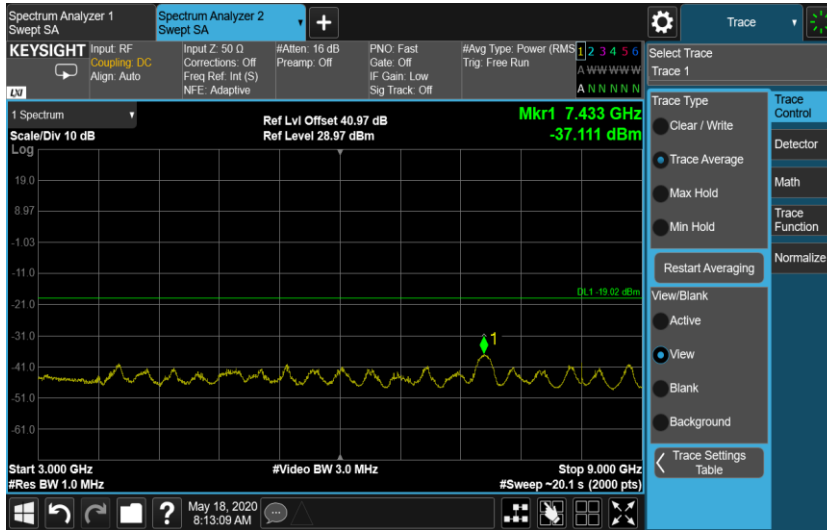 Spectrum Analyzer 1
Swept SA
Spectrum Analyzer 2
Swept SA
+
Trace
KEYSIGHT
LXI
Input: RF
Coupling: DC
Align: Auto
Input Z: 50 Ω
Corrections: Off
Freq Ref: Int (S)
NFE: Adaptive
#Atten: 16 dB
Preamp: Off
PNO: Fast
Gate: Off
IF Gain: Low
Sig Track: Off
#Avg Type: Power (RMS
Trig: Free Run
1 2 3 4 5 6
A W W W W W
A N N N N N
Select Trace
Trace 1
1 Spectrum
Scale/Div 10 dB
Log
Ref Lvl Offset 40.97 dB
Ref Level 28.97 dBm
Mkr1 7.433 GHz
-37.111 dBm
19.0
8.97
-1.03
-11.0
-21.0
-31.0
-41.0
-51.0
-61.0
DL1 -19.02 dBm
1
Start 3.000 GHz
#Res BW 1.0 MHz
#Video BW 3.0 MHz
Stop 9.000 GHz
#Sweep ~20.1 s (2000 pts)
Trace Type
Clear / Write
Trace Average
Max Hold
Min Hold
Restart Averaging
View/Blank
Active
View
Blank
Background
Trace Settings
Table
Trace
Control
Detector
Math
Trace
Function
Normalize
?
May 18, 2020
8:13:09 AM